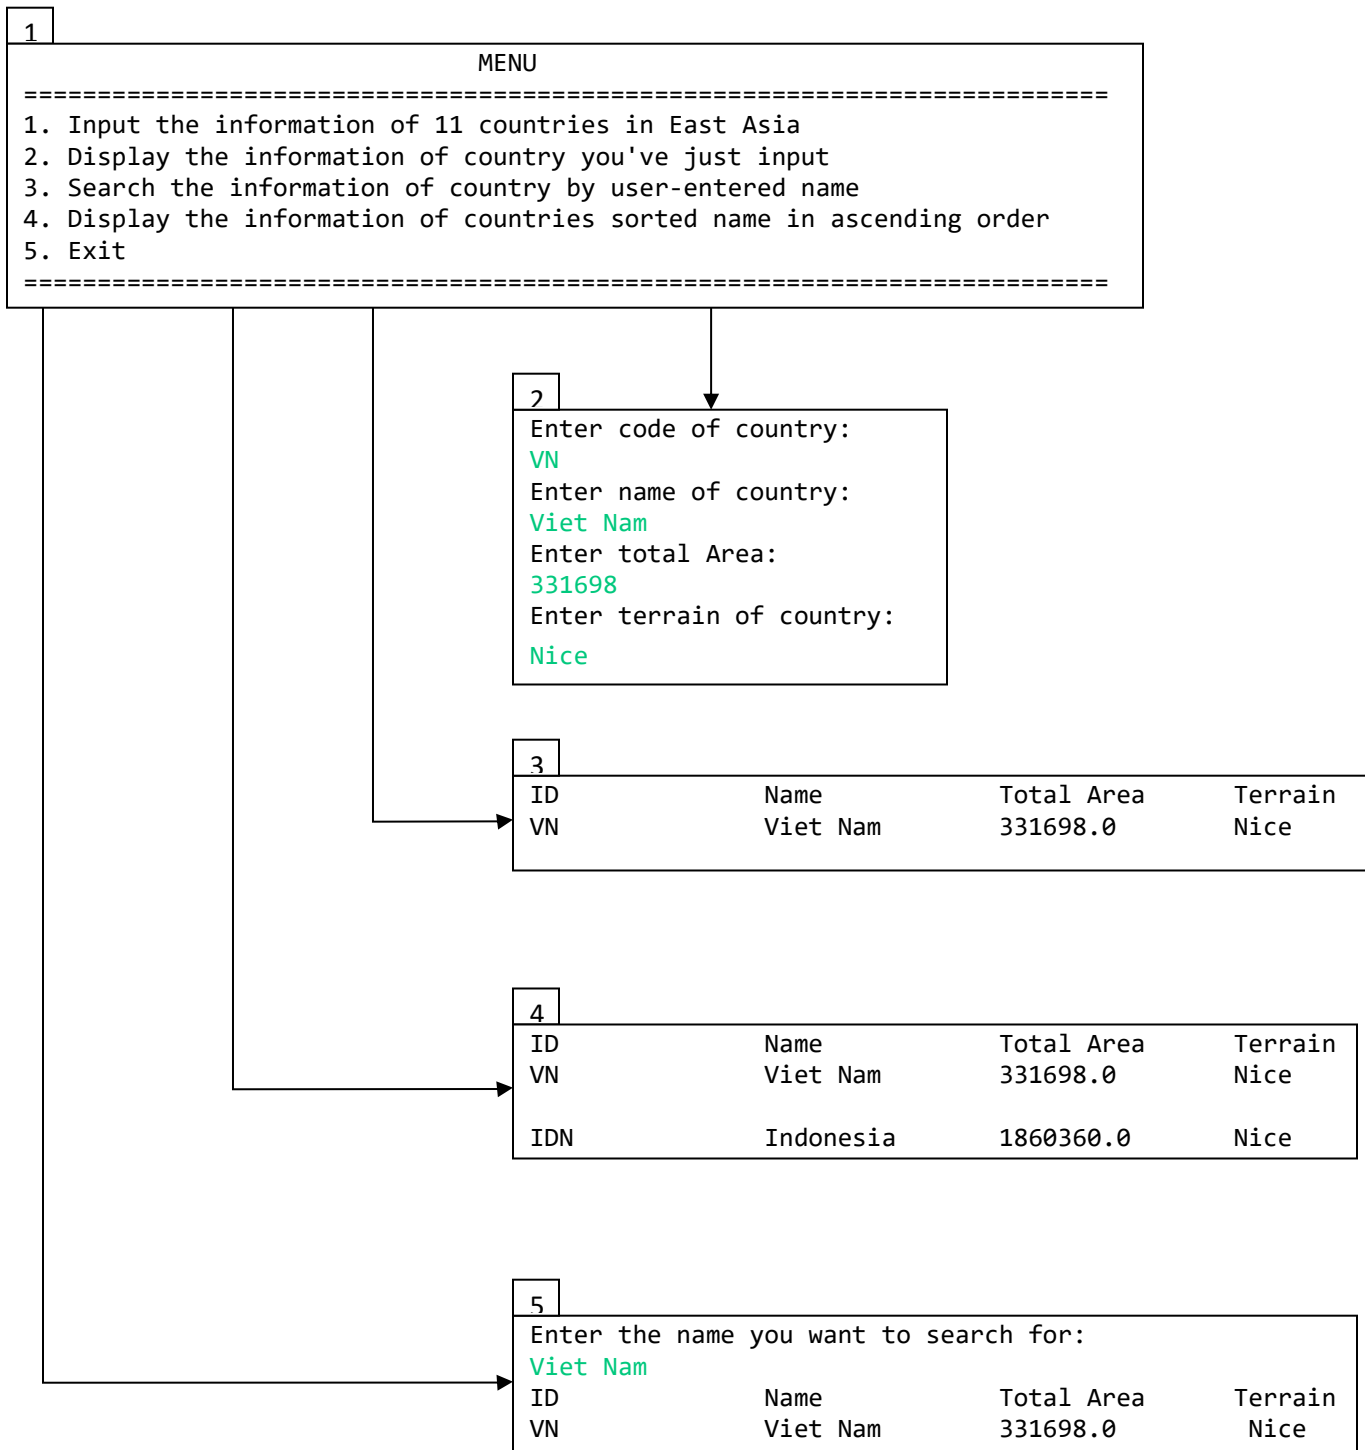 1
MENU
==========================================================================
1. Input the information of 11 countries in East Asia
2. Display the information of country you've just input
3. Search the information of country by user-entered name
4. Display the information of countries sorted name in ascending order
5. Exit
==========================================================================
2
Enter code of country:
VN
Enter name of country:
Viet Nam
Enter total Area:
331698
Enter terrain of country:
Nice
3
ID Name Total Area Terrain
VN Viet Nam 331698.0 Nice
4
ID Name Total Area Terrain
VN Viet Nam 331698.0 Nice
IDN Indonesia 1860360.0 Nice
5
Enter the name you want to search for:
Viet Nam
ID Name Total Area Terrain
VN Viet Nam 331698.0 Nice